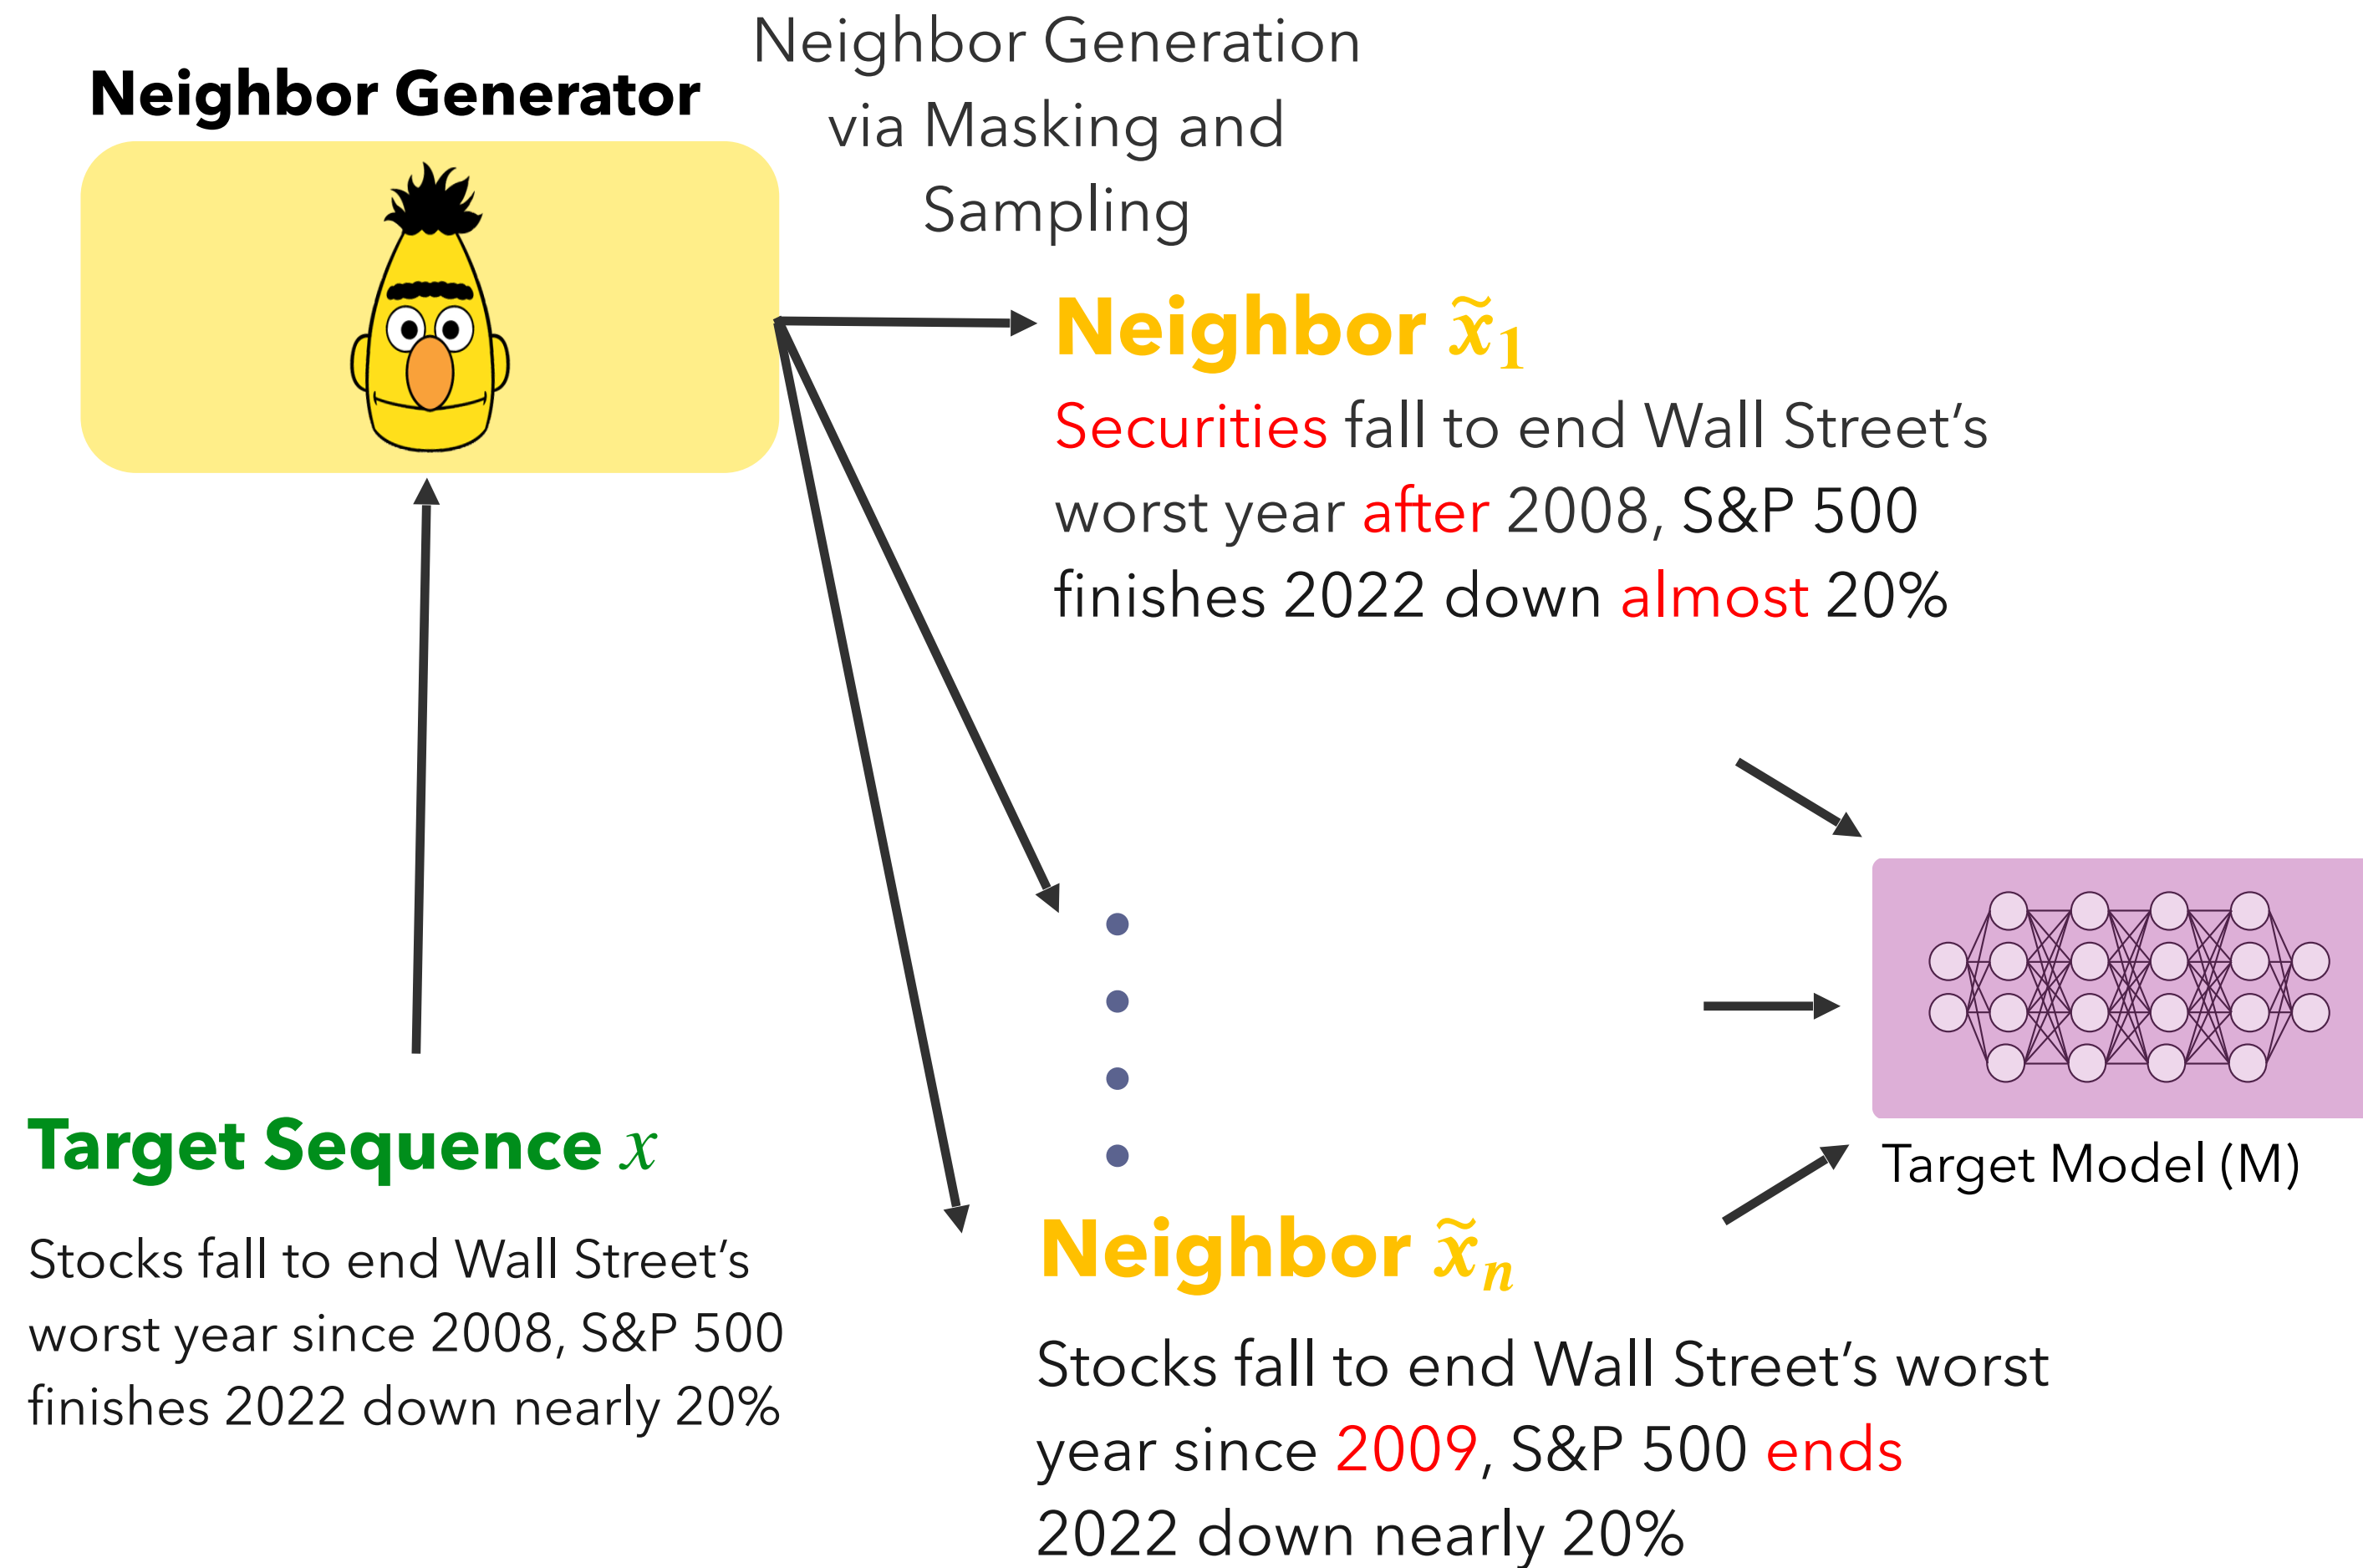 Neighbor Generator
Neighbor Generation
via Masking and
Sampling
Neighbor x̃₁
Securities fall to end Wall Street’s
worst year after 2008, S&P 500
finishes 2022 down almost 20%
Target Sequence x
Stocks fall to end Wall Street’s
worst year since 2008, S&P 500
finishes 2022 down nearly 20%
Neighbor x̃ₙ
Stocks fall to end Wall Street’s worst
year since 2009, S&P 500 ends
2022 down nearly 20%
Target Model (M)